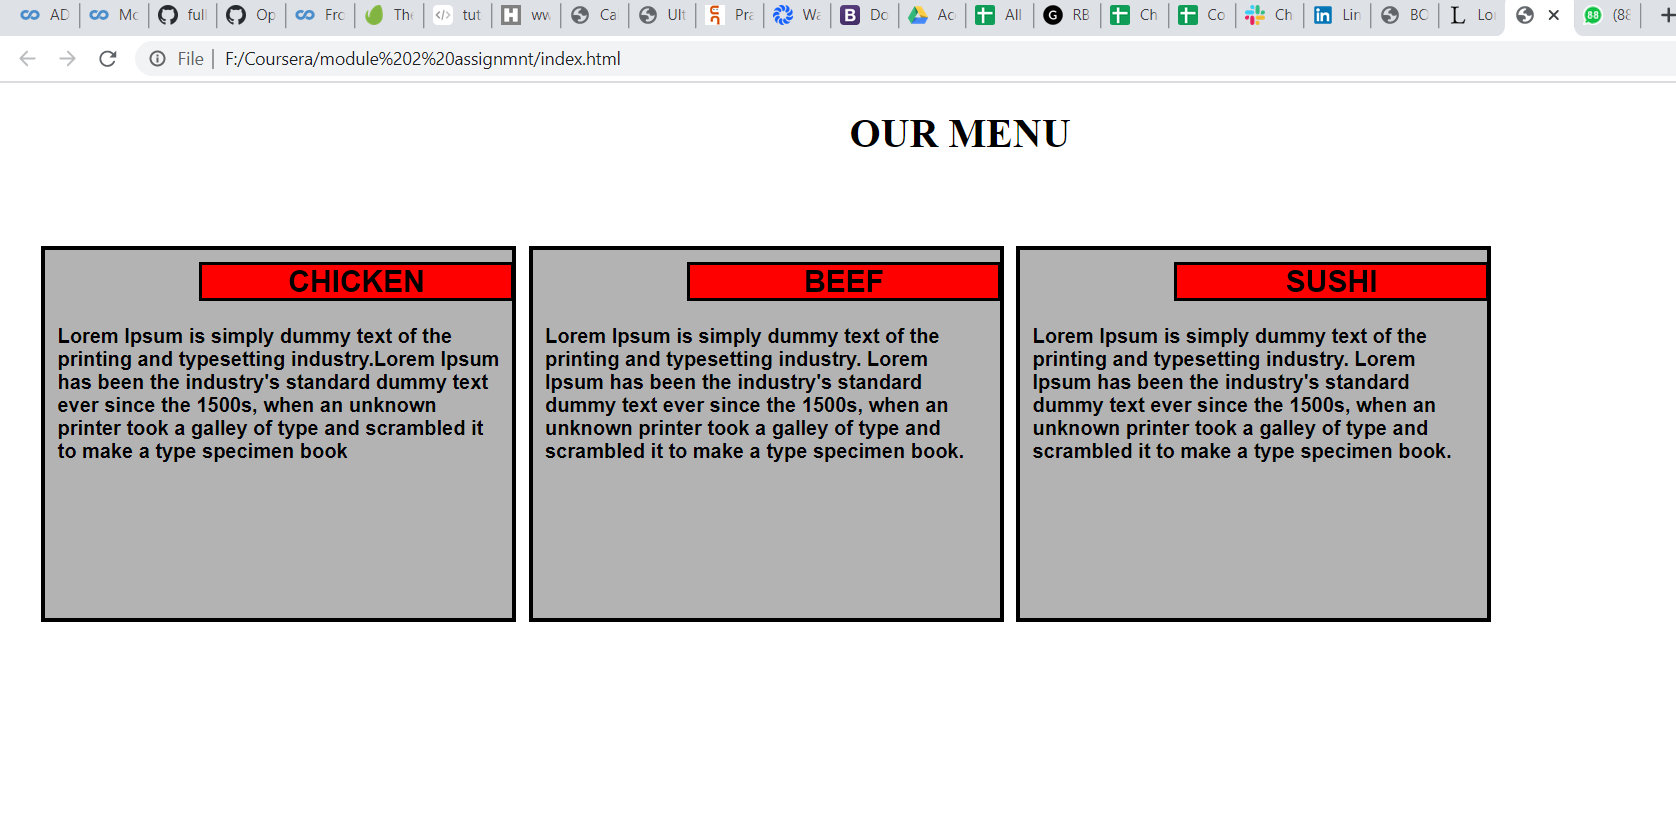 AD
Mc
full
Op
Frc
The
tut
ww
Ca
Ult
Pra
Wa
B
Do
Ac
All
G
RB
Ch
Co
Ch
in
Lin
BC
L
Lor
88
(88
File
F:/Coursera/module%202%20assignmnt/index.html
OUR MENU
CHICKEN
Lorem Ipsum is simply dummy text of the
printing and typesetting industry.Lorem Ipsum
has been the industry's standard dummy text
ever since the 1500s, when an unknown
printer took a galley of type and scrambled it
to make a type specimen book
BEEF
Lorem Ipsum is simply dummy text of the
printing and typesetting industry. Lorem
Ipsum has been the industry's standard
dummy text ever since the 1500s, when an
unknown printer took a galley of type and
scrambled it to make a type specimen book.
SUSHI
Lorem Ipsum is simply dummy text of the
printing and typesetting industry. Lorem
Ipsum has been the industry's standard
dummy text ever since the 1500s, when an
unknown printer took a galley of type and
scrambled it to make a type specimen book.